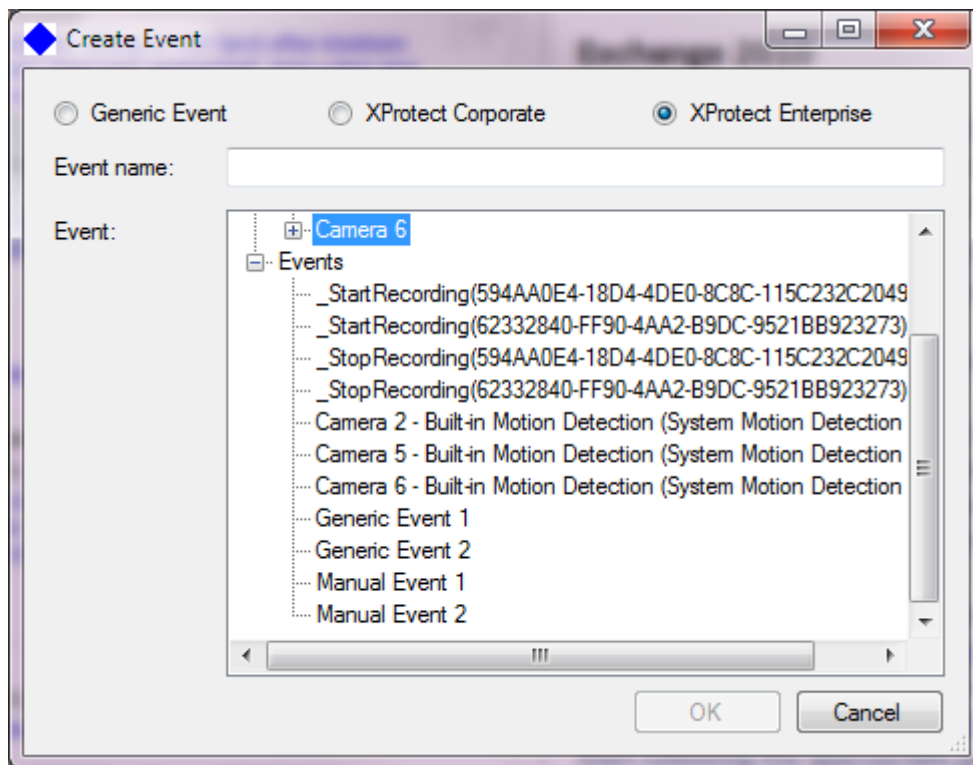 Create Event
Generic Event XProtect Corporate XProtect Enterprise
Event name:
Event: Camera 6
Events
_StartRecording(594AA0E4-18D4-4DE0-8C8C-115C232C2049
_StartRecording(62332840-FF90-4AA2-B9DC-9521BB923273)
_StopRecording(594AA0E4-18D4-4DE0-8C8C-115C232C2049
_StopRecording(62332840-FF90-4AA2-B9DC-9521BB923273)
Camera 2 - Built-in Motion Detection (System Motion Detection
Camera 5 - Built-in Motion Detection (System Motion Detection
Camera 6 - Built-in Motion Detection (System Motion Detection
Generic Event 1
Generic Event 2
Manual Event 1
Manual Event 2
OK Cancel